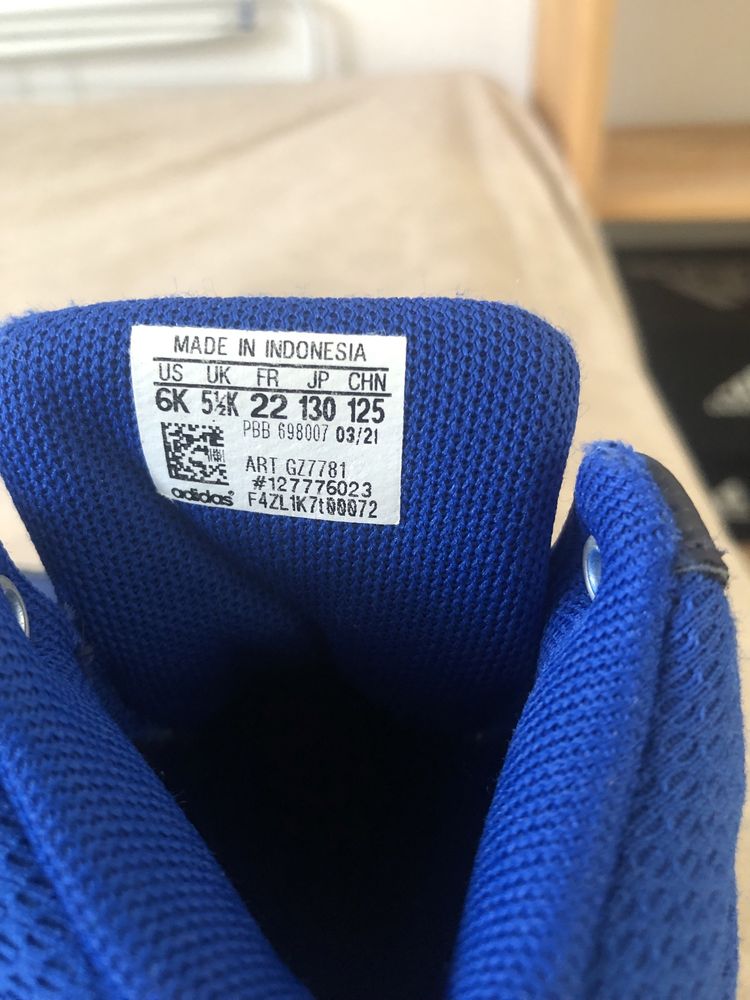 MADE IN INDONESIA
US UK FR JP CHN
6K 5½K 22 130 125
PBB 698007 03/21
ART GZ7781
#127776023
adidas® F4ZL1K7t00072